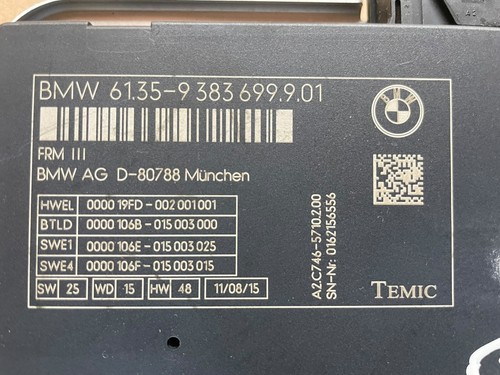 BMW 61.35-9 383 699.9.01
FRM III
BMW AG D-80788 München
HWEL 0000 19FD-002 001 001
BTLD 0000 106B-015 003 000
SWE1 0000 106E-015 003 025
SWE4 0000 106F-015 003 015
SW 25 WD 15 HW 48 11/08/15
A2C746-5710.2.00
SN-Nr: 0162156556
TEMIC
BMW